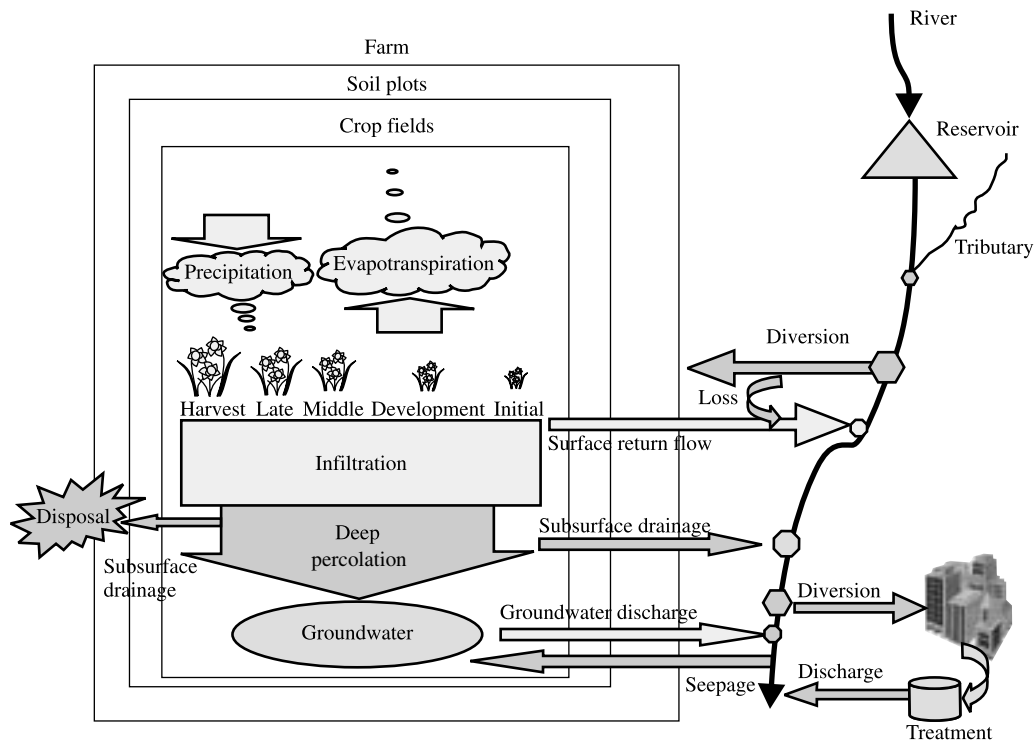 River
Farm
Soil plots
Crop fields
Reservoir
Tributary
Precipitation
Evapotranspiration
Diversion
Loss
Harvest Late Middle Development Initial
Surface return flow
Infiltration
Disposal
Subsurface drainage
Deep
percolation
Subsurface
drainage
Diversion
Groundwater discharge
Groundwater
Seepage
Discharge
Treatment